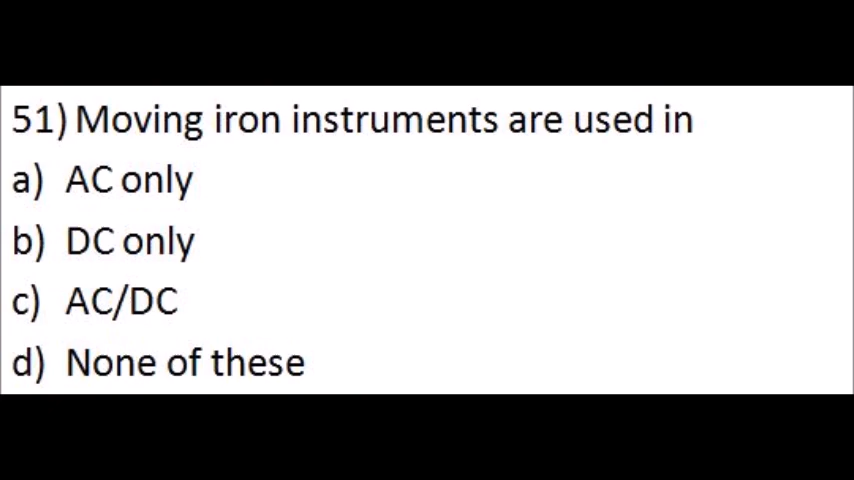 51) Moving iron instruments are used in
a) AC only
b) DC only
c) AC/DC
d) None of these